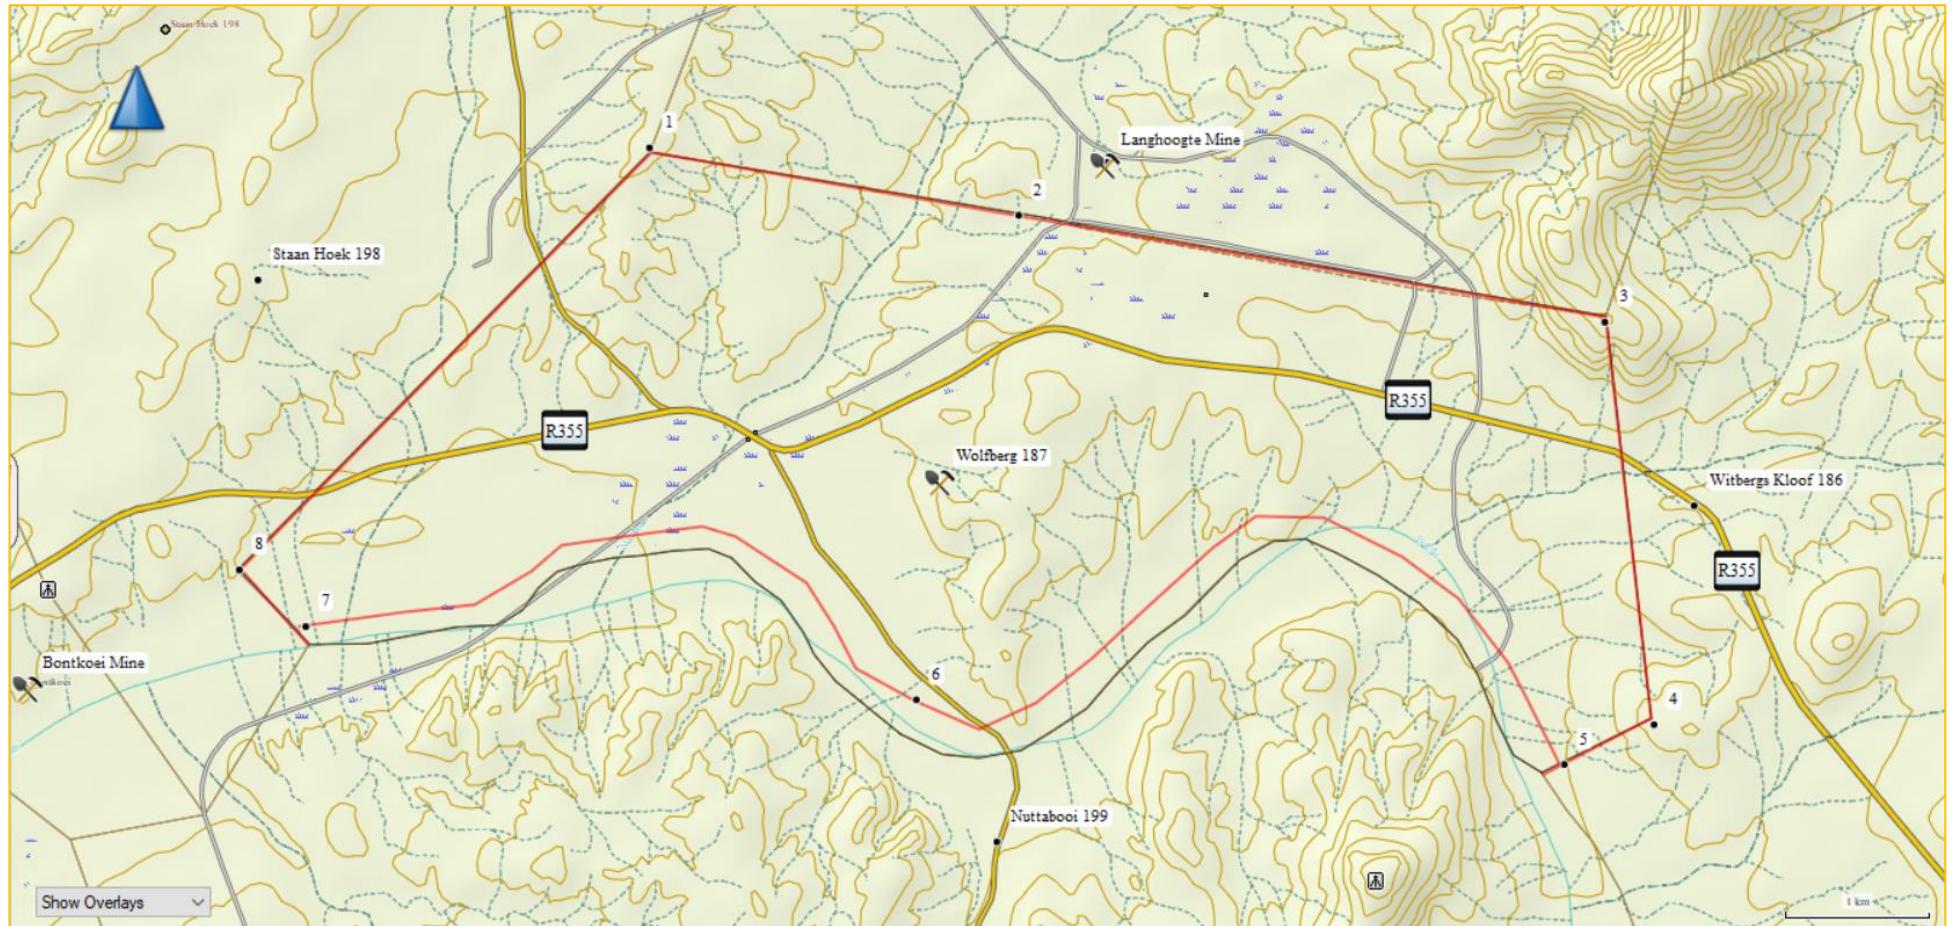 Staan Hoek 198
1
Langhoogte Mine
2
Staan Hoek 198
3
R355
R355
Wolfberg 187
Witbergs Kloof 186
8
R355
7
Bontkoei Mine
6
4
5
Nuttabooi 199
Show Overlays
1 km